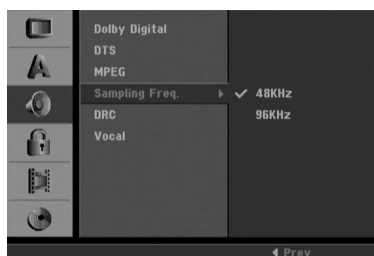 Dolby Digital
DTS
MPEG
Sampling Freq.
✓ 48KHz
96KHz
DRC
Vocal
A
Prev